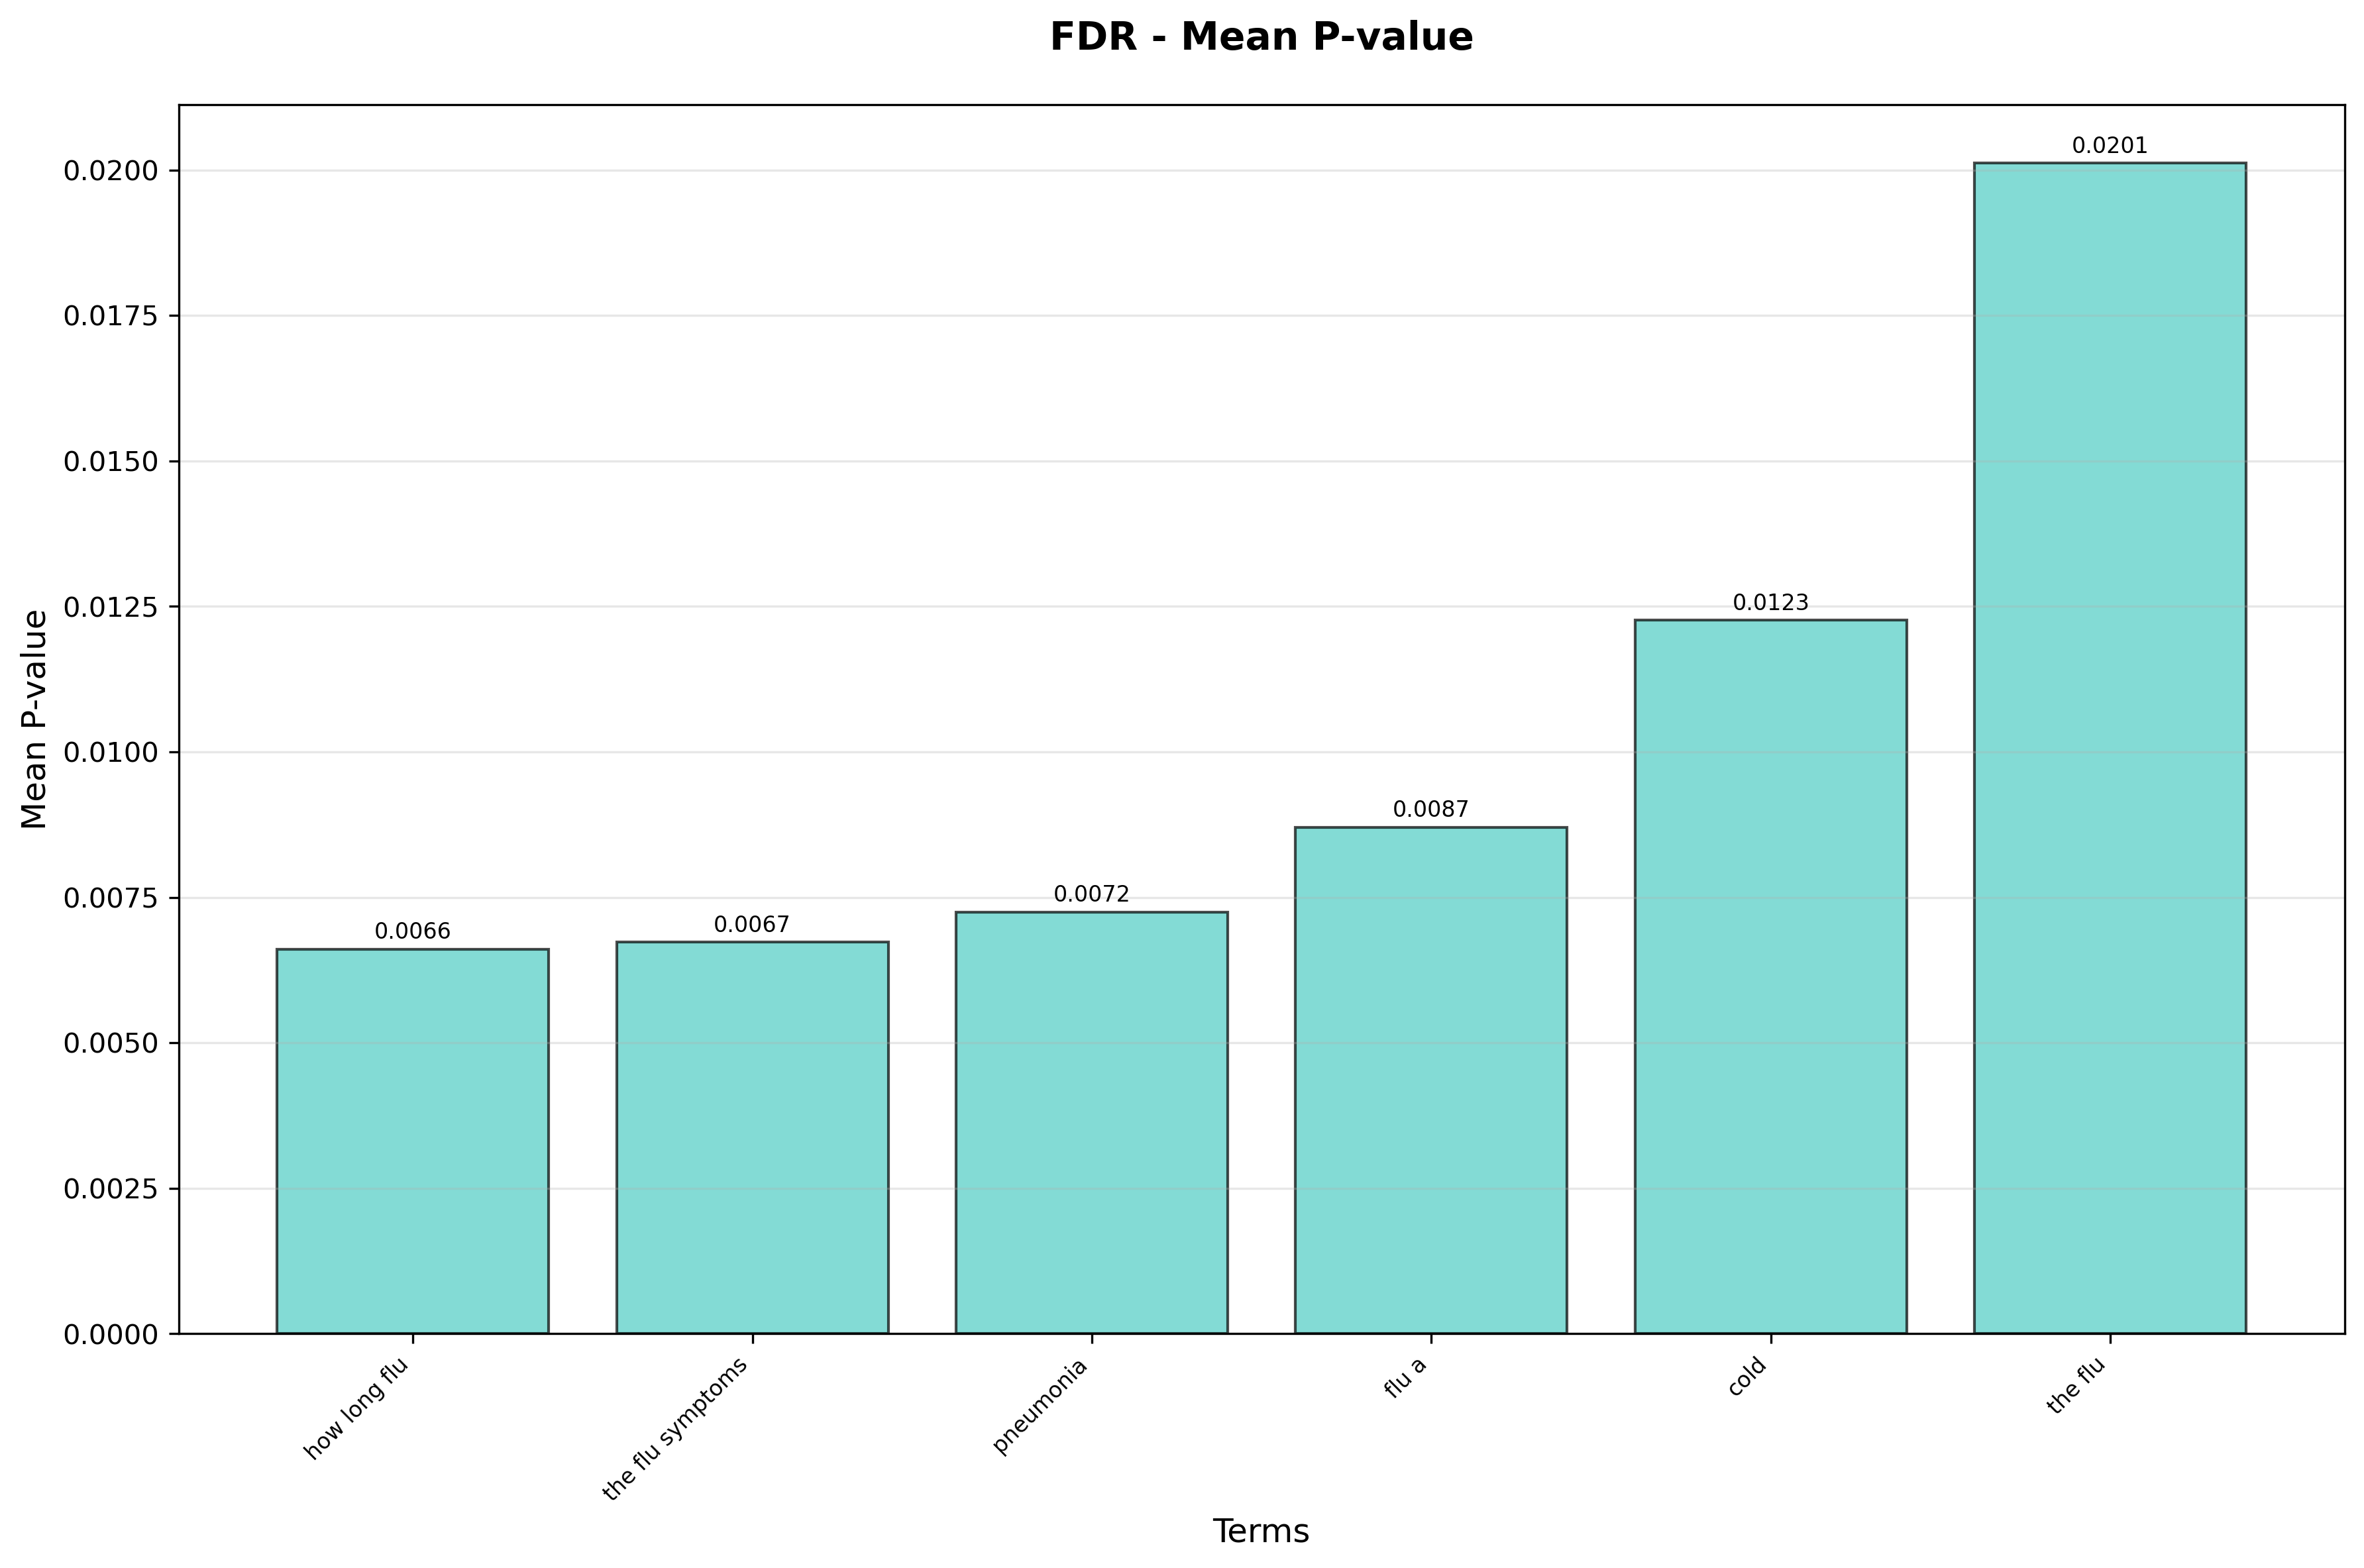 FDR - Mean P-value
Mean P-value
0.0200
0.0175
0.0150
0.0125
0.0100
0.0075
0.0050
0.0025
0.0000
0.0066
0.0067
0.0072
0.0087
0.0123
0.0201
how long flu
the flu symptoms
pneumonia
flu a
cold
the flu
Terms